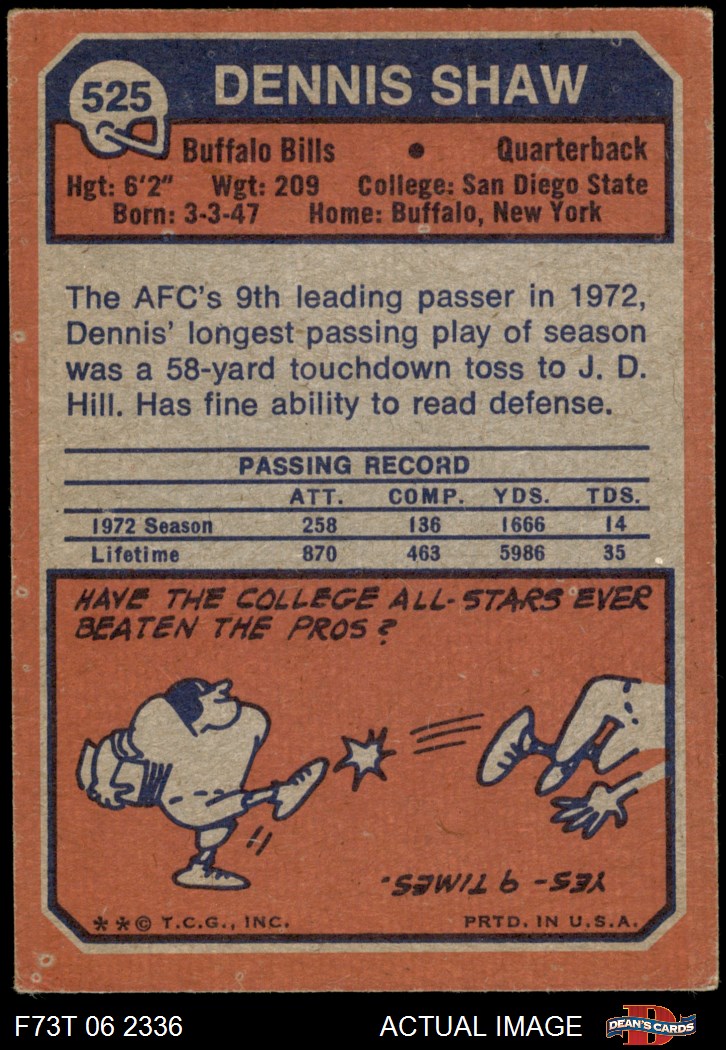 525
DENNIS SHAW
Buffalo Bills • Quarterback
Hgt: 6'2" Wgt: 209 College: San Diego State
Born: 3-3-47 Home: Buffalo, New York
The AFC's 9th leading passer in 1972,
Dennis' longest passing play of season
was a 58-yard touchdown toss to J. D.
Hill. Has fine ability to read defense.
PASSING RECORD
ATT. COMP. YDS. TDS.
1972 Season 258 136 1666 14
Lifetime 870 463 5986 35
HAVE THE COLLEGE ALL-STARS EVER
BEATEN THE PROS?
YES - 9 TIMES.
* * © T.C.G., INC. PRTD. IN U.S.A.
F73T 06 2336 ACTUAL IMAGE D DEAN'S CARDS